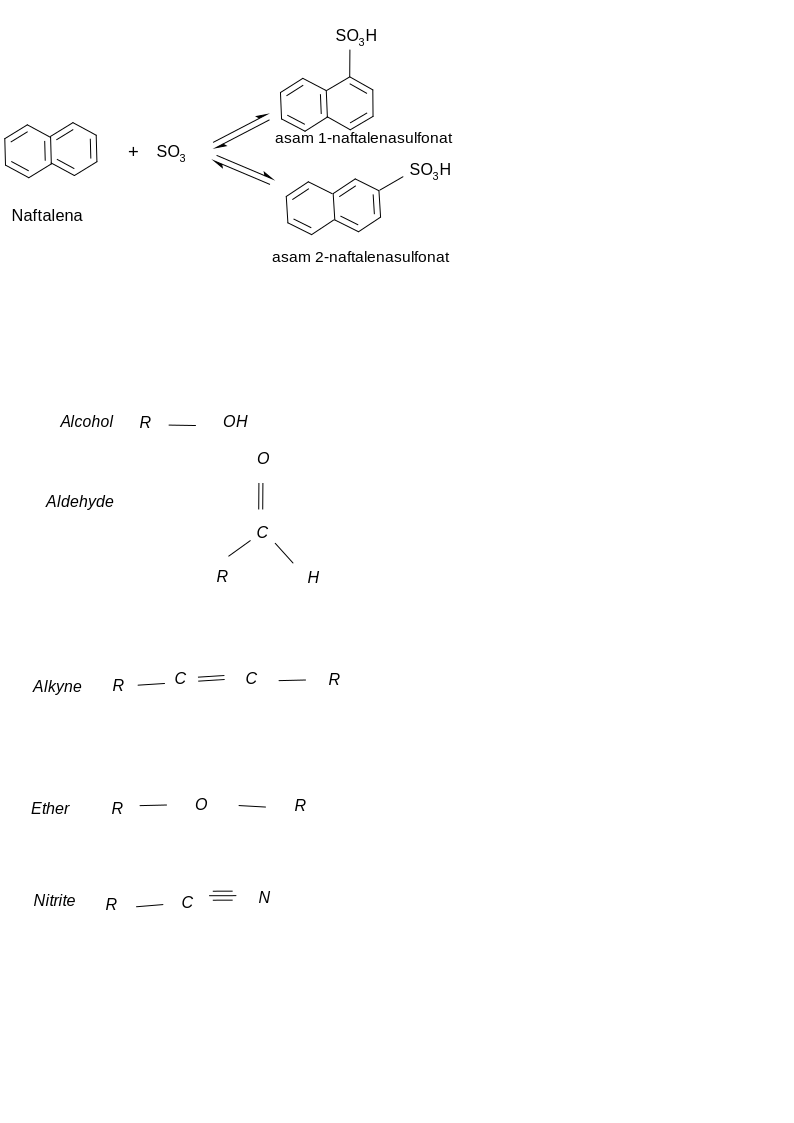 SO3H
asam 1-naftalenasulfonat
+ SO3
SO3H
Naftalena
asam 2-naftalenasulfonat
Alcohol R OH
O
Aldehyde
C
R H
Alkyne R C C R
Ether R O R
Nitrite R C N